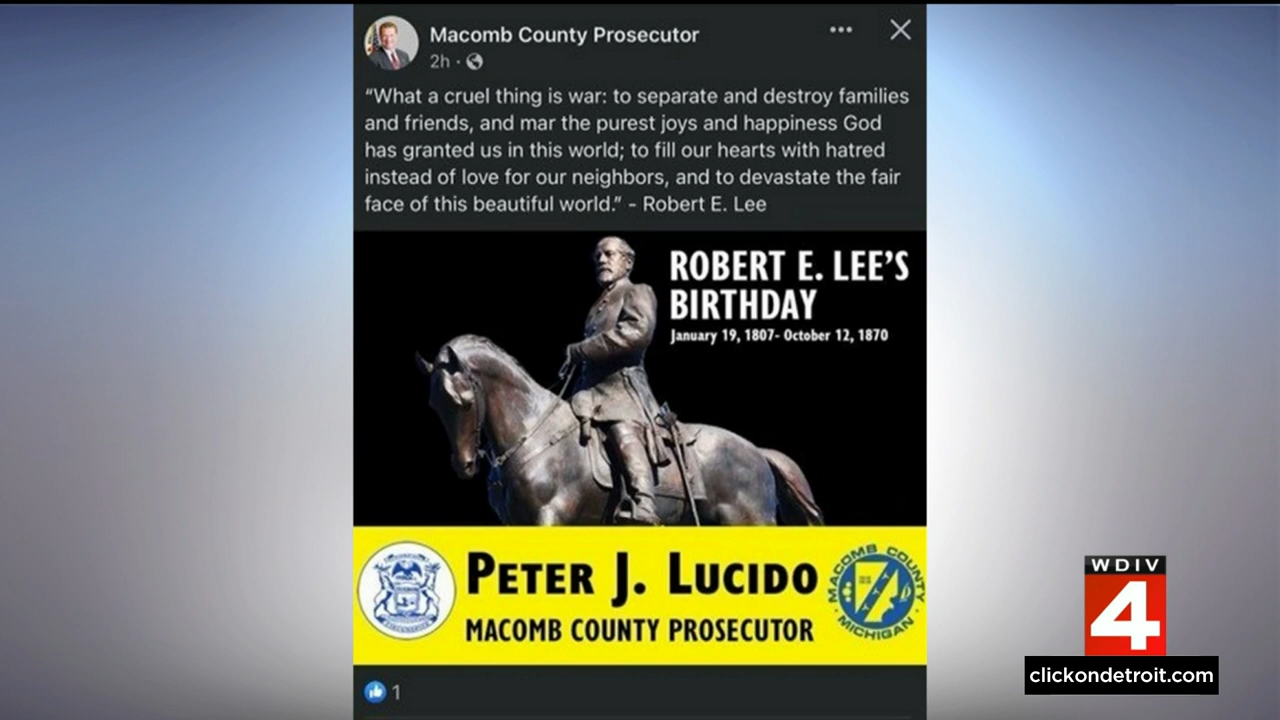 Macomb County Prosecutor
2h ·
“What a cruel thing is war: to separate and destroy families
and friends, and mar the purest joys and happiness God
has granted us in this world; to fill our hearts with hatred
instead of love for our neighbors, and to devastate the fair
face of this beautiful world.” - Robert E. Lee
ROBERT E. LEE'S
BIRTHDAY
January 19, 1807- October 12, 1870
PETER J. LUCIDO
MACOMB COUNTY PROSECUTOR
MACOMB COUNTY
MICHIGAN
1
WDIV
4
clickondetroit.com